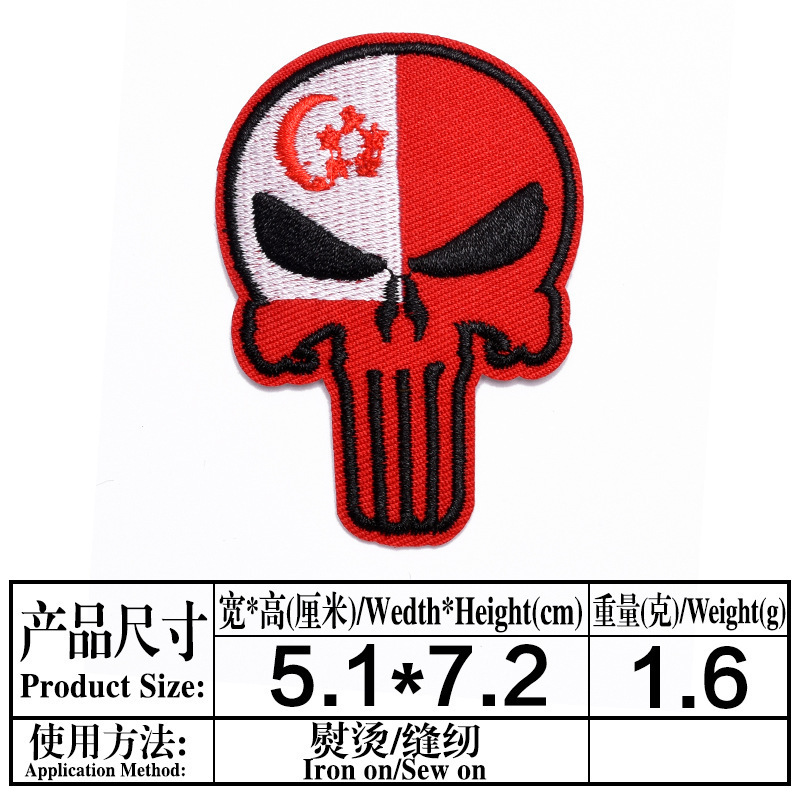 产品尺寸
Product Size:
宽*高(厘米)/Wedth*Height(cm)
重量(克)/Weight(g)
5.1*7.2
1.6
使用方法:
Application Method:
熨烫/缝纫
Iron on/Sew on